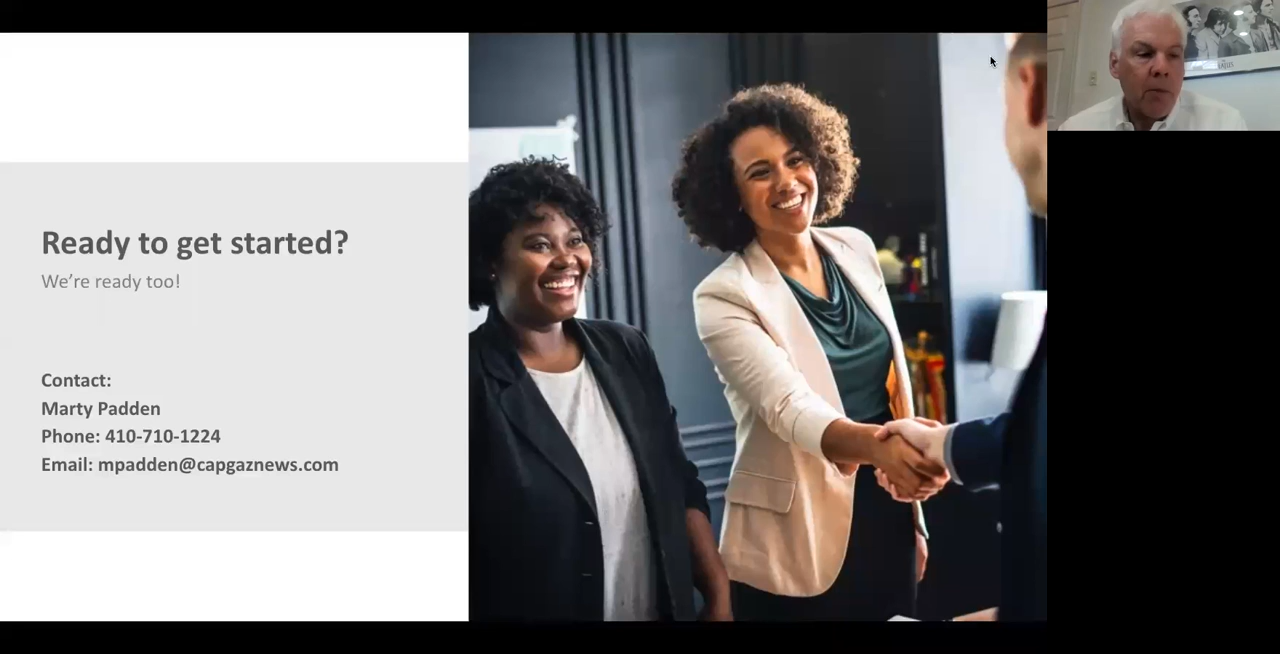 Ready to get started?
We're ready too!
Contact:
Marty Padden
Phone: 410-710-1224
Email: mpadden@capgaznews.com